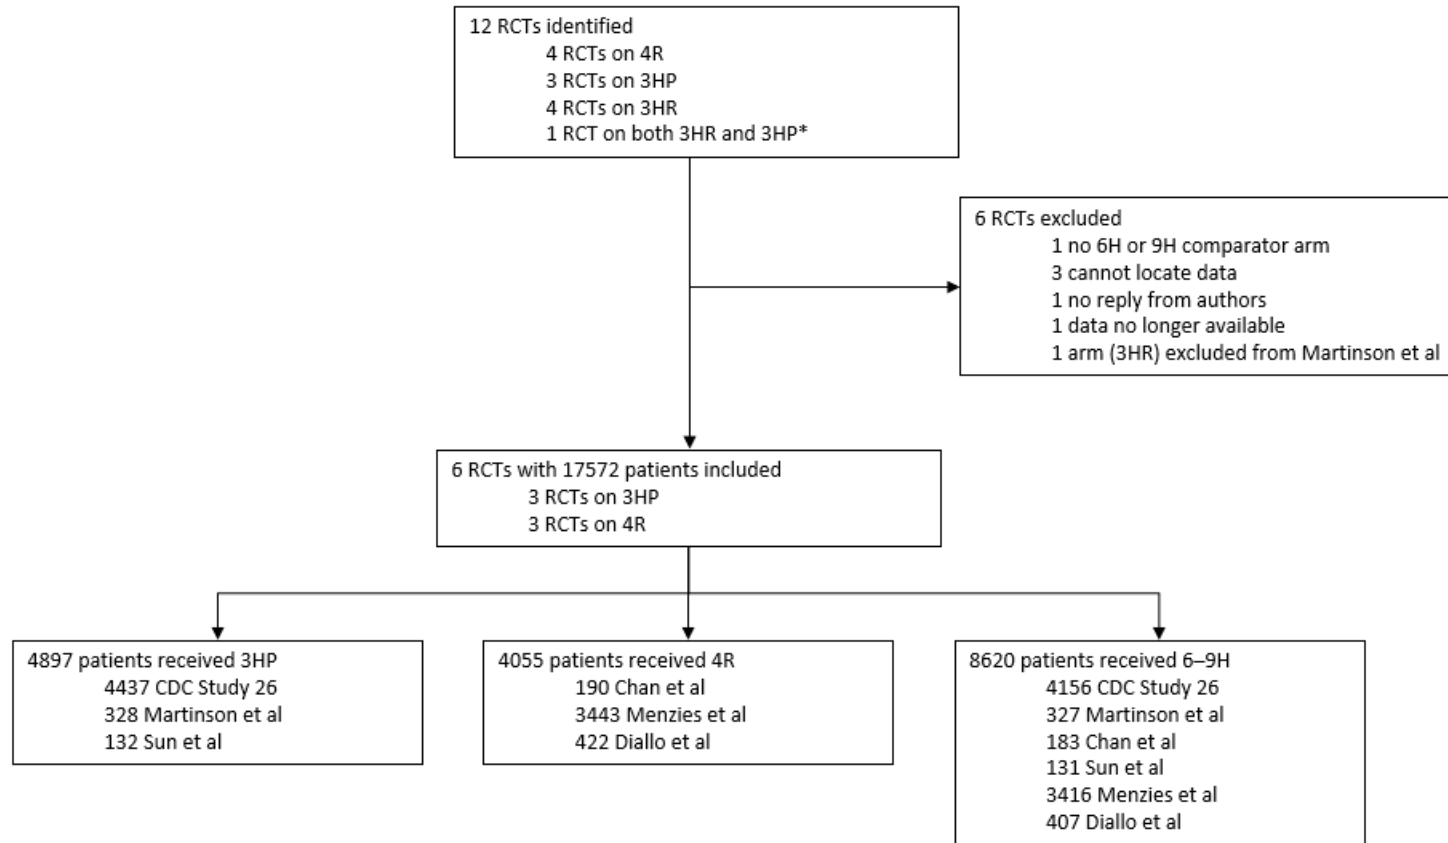 12 RCTs identified
4 RCTs on 4R
3 RCTs on 3HP
4 RCTs on 3HR
1 RCT on both 3HR and 3HP*
6 RCTs excluded
1 no 6H or 9H comparator arm
3 cannot locate data
1 no reply from authors
1 data no longer available
1 arm (3HR) excluded from Martinson et al
6 RCTs with 17572 patients included
3 RCTs on 3HP
3 RCTs on 4R
4897 patients received 3HP
4437 CDC Study 26
328 Martinson et al
132 Sun et al
4055 patients received 4R
190 Chan et al
3443 Menzies et al
422 Diallo et al
8620 patients received 6–9H
4156 CDC Study 26
327 Martinson et al
183 Chan et al
131 Sun et al
3416 Menzies et al
407 Diallo et al